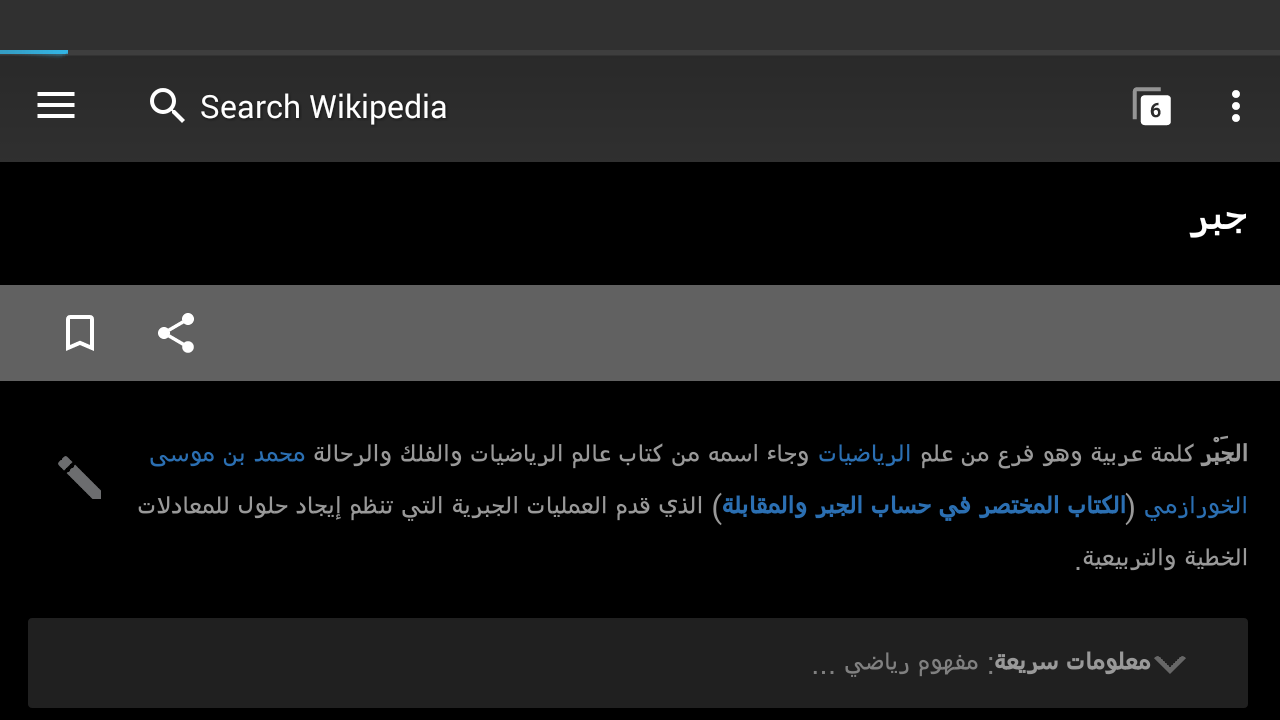 Search Wikipedia
6
جبر
الجَبْر كلمة عربية وهو فرع من علم الرياضيات وجاء اسمه من كتاب عالم الرياضيات والفلك والرحالة محمد بن موسى
الخورازمي (الكتاب المختصر في حساب الجبر والمقابلة) الذي قدم العمليات الجبرية التي تنظم إيجاد حلول للمعادلات
الخطية والتربيعية.
معلومات سريعة: مفهوم رياضي ...